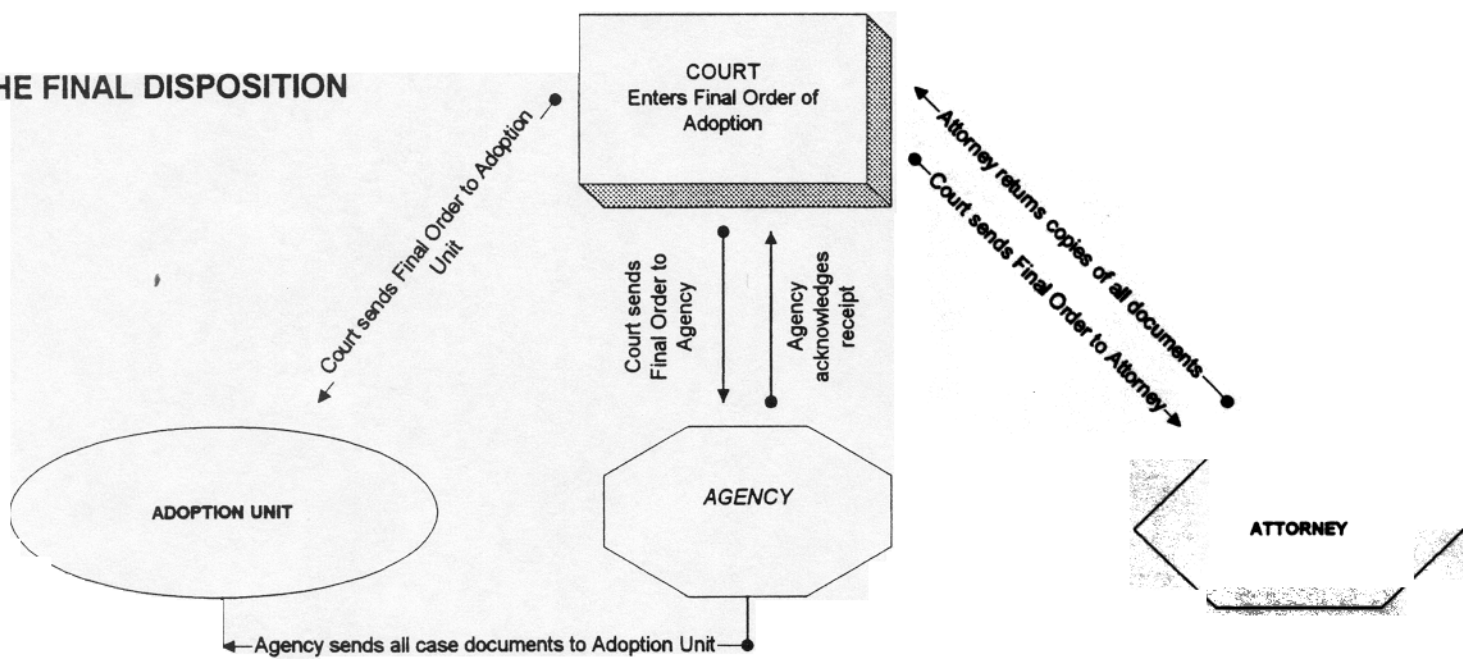 HE FINAL DISPOSITION
COURT
Enters Final Order of
Adoption
Court sends Final Order to Adoption
Unit
Court sends
Final Order to
Agency
Agency
acknowledges
receipt
Attorney returns copies of all documents
Court sends Final Order to Attorney
ADOPTION UNIT
AGENCY
ATTORNEY
Agency sends all case documents to Adoption Unit